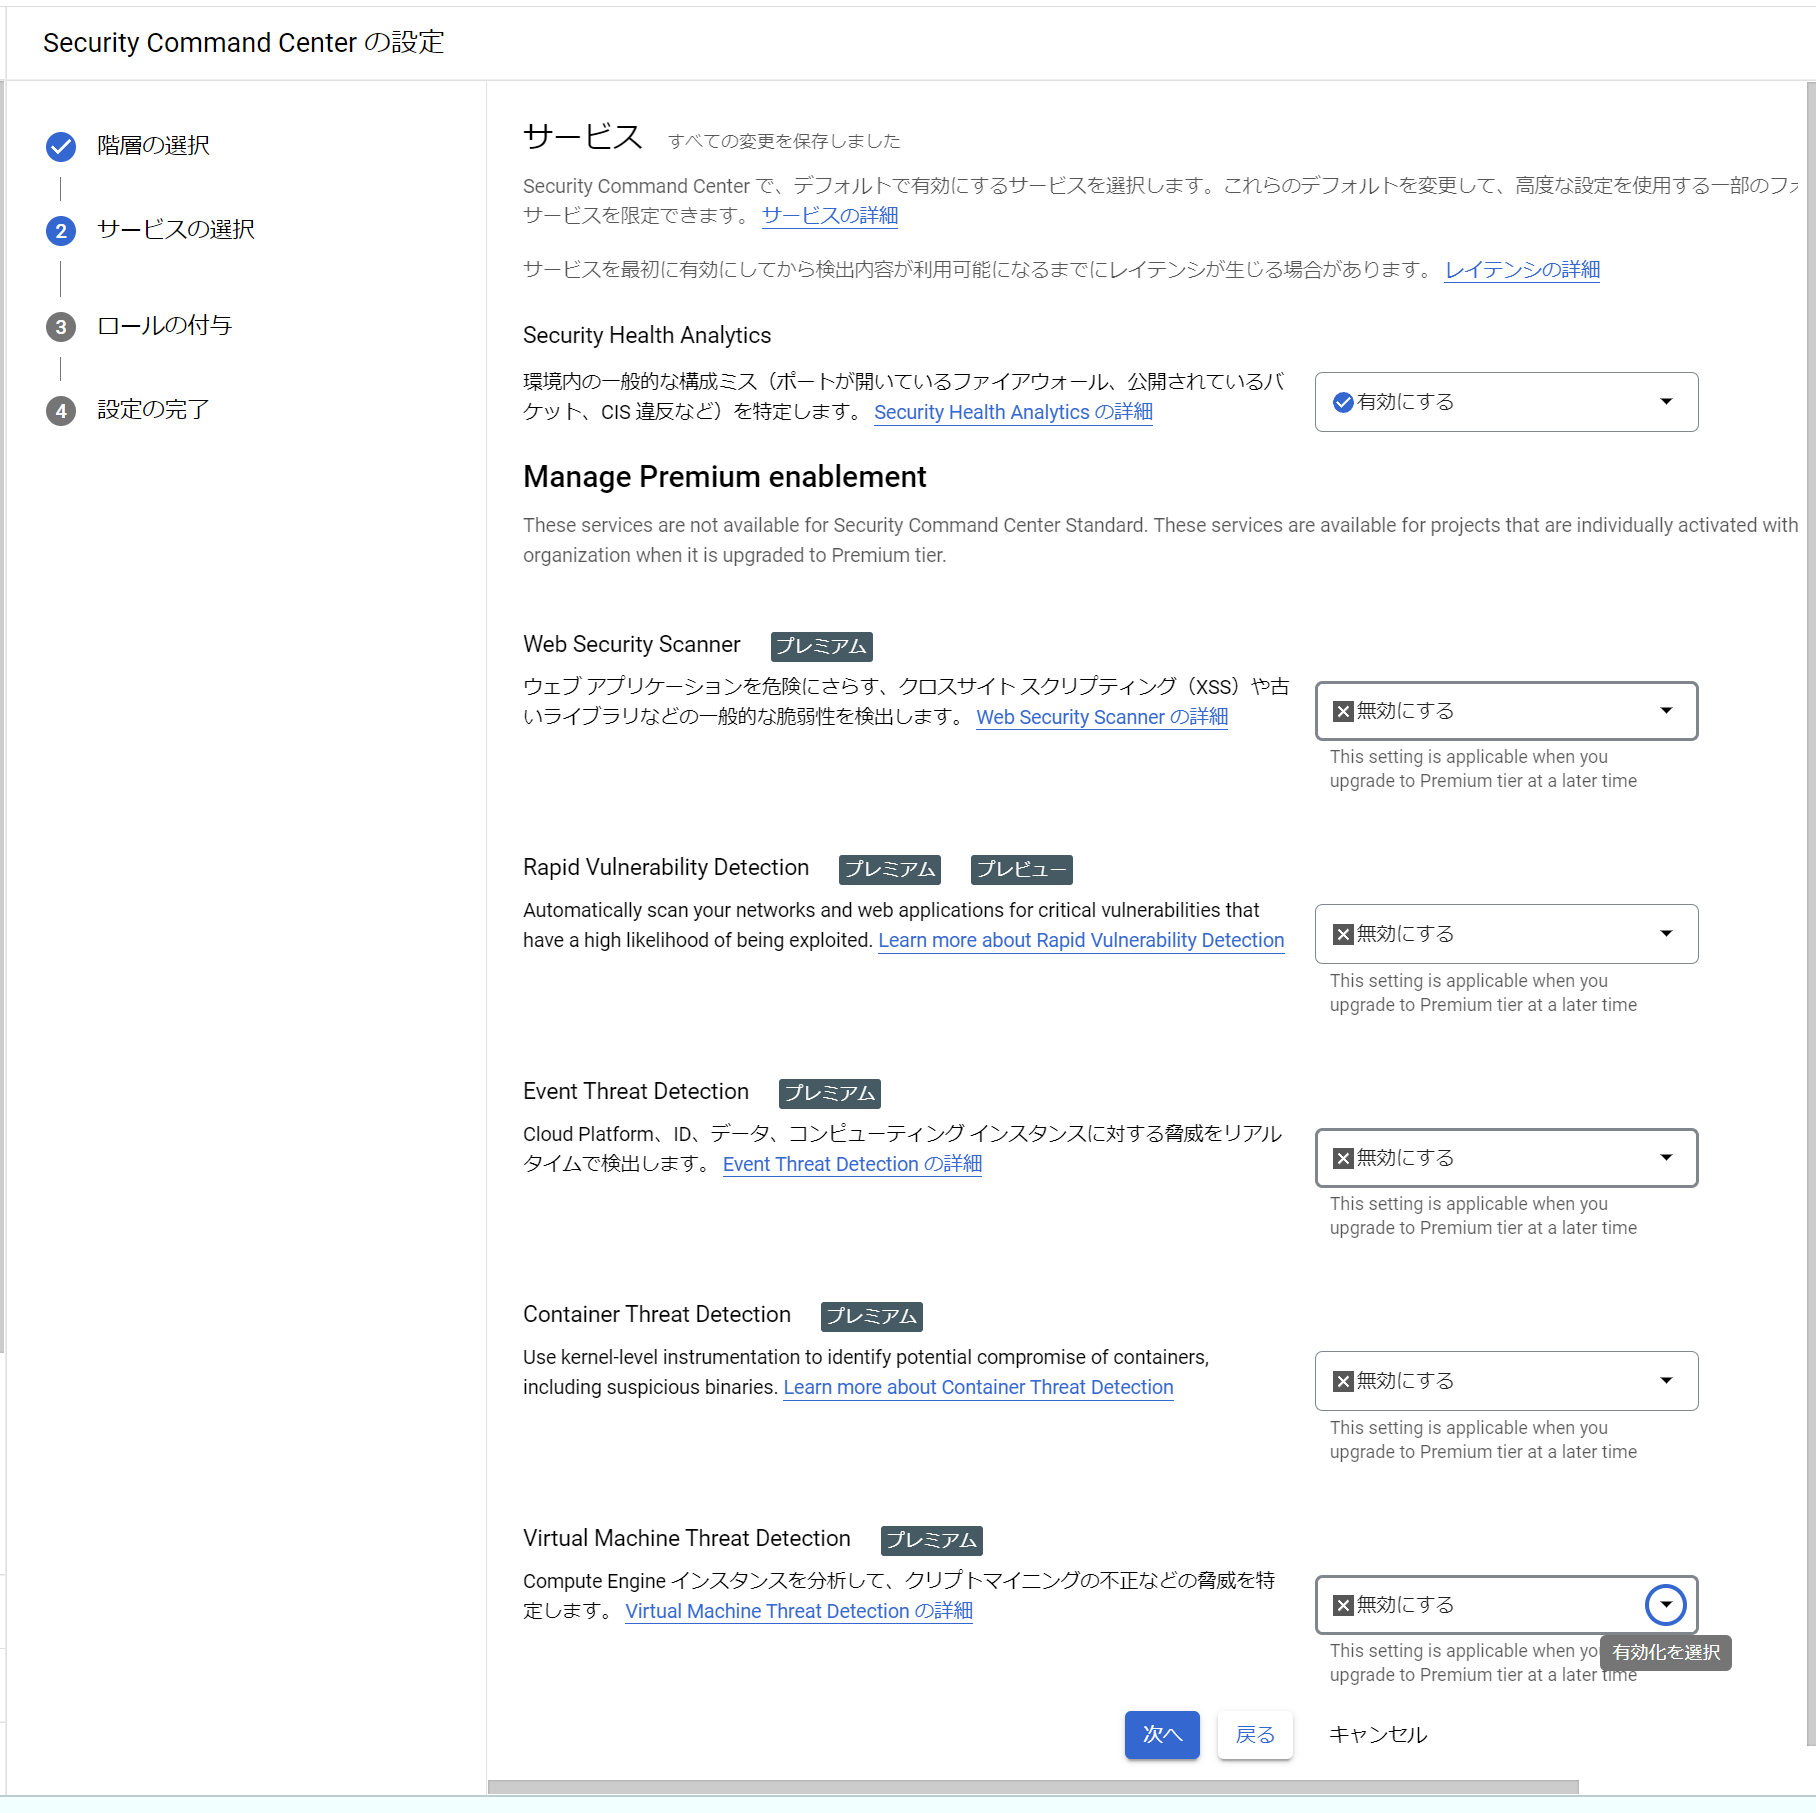 Security Command Center の設定
階層の選択
2 サービスの選択
3 ロールの付与
4 設定の完了
サービス すべての変更を保存しました
Security Command Center で、デフォルトで有効にするサービスを選択します。これらのデフォルトを変更して、高度な設定を使用する一部のフォ
サービスを限定できます。 サービスの詳細
サービスを最初に有効にしてから検出内容が利用可能になるまでにレイテンシが生じる場合があります。 レイテンシの詳細
Security Health Analytics
環境内の一般的な構成ミス（ポートが開いているファイアウォール、公開されているバ
ケット、CIS 違反など）を特定します。 Security Health Analytics の詳細
有効にする
Manage Premium enablement
These services are not available for Security Command Center Standard. These services are available for projects that are individually activated with
organization when it is upgraded to Premium tier.
Web Security Scanner プレミアム
ウェブ アプリケーションを危険にさらす、クロスサイト スクリプティング（XSS）や古
いライブラリなどの一般的な脆弱性を検出します。 Web Security Scanner の詳細
無効にする
This setting is applicable when you
upgrade to Premium tier at a later time
Rapid Vulnerability Detection プレミアム プレビュー
Automatically scan your networks and web applications for critical vulnerabilities that
have a high likelihood of being exploited. Learn more about Rapid Vulnerability Detection
無効にする
This setting is applicable when you
upgrade to Premium tier at a later time
Event Threat Detection プレミアム
Cloud Platform、ID、データ、コンピューティング インスタンスに対する脅威をリアル
タイムで検出します。 Event Threat Detection の詳細
無効にする
This setting is applicable when you
upgrade to Premium tier at a later time
Container Threat Detection プレミアム
Use kernel-level instrumentation to identify potential compromise of containers,
including suspicious binaries. Learn more about Container Threat Detection
無効にする
This setting is applicable when you
upgrade to Premium tier at a later time
Virtual Machine Threat Detection プレミアム
Compute Engine インスタンスを分析して、クリプトマイニングの不正などの脅威を特
定します。 Virtual Machine Threat Detection の詳細
無効にする
This setting is applicable when yo
有効化を選択
upgrade to Premium tier at a later time
次へ 戻る キャンセル